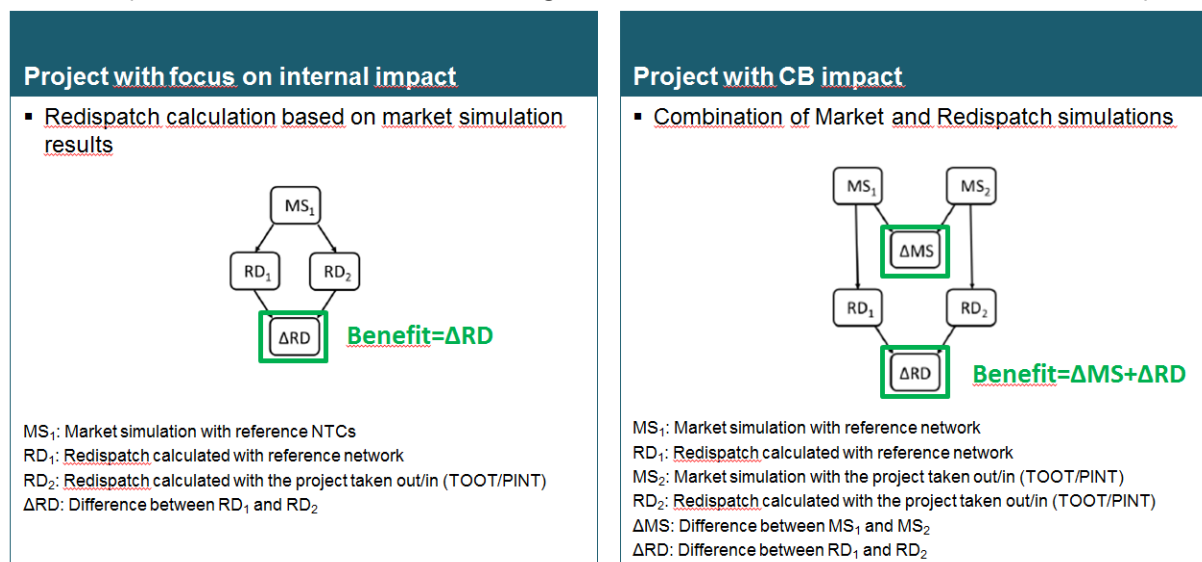 Project with focus on internal impact
▪ Redispatch calculation based on market simulation
results
MS₁
RD₁
RD₂
ΔRD
Benefit=ΔRD
MS₁: Market simulation with reference NTCs
RD₁: Redispatch calculated with reference network
RD₂: Redispatch calculated with the project taken out/in (TOOT/PINT)
ΔRD: Difference between RD₁ and RD₂
Project with CB impact
▪ Combination of Market and Redispatch simulations
MS₁
MS₂
ΔMS
RD₁
RD₂
ΔRD
Benefit=ΔMS+ΔRD
MS₁: Market simulation with reference network
RD₁: Redispatch calculated with reference network
MS₂: Market simulation with the project taken out/in (TOOT/PINT)
RD₂: Redispatch calculated with the project taken out/in (TOOT/PINT)
ΔMS: Difference between MS₁ and MS₂
ΔRD: Difference between RD₁ and RD₂